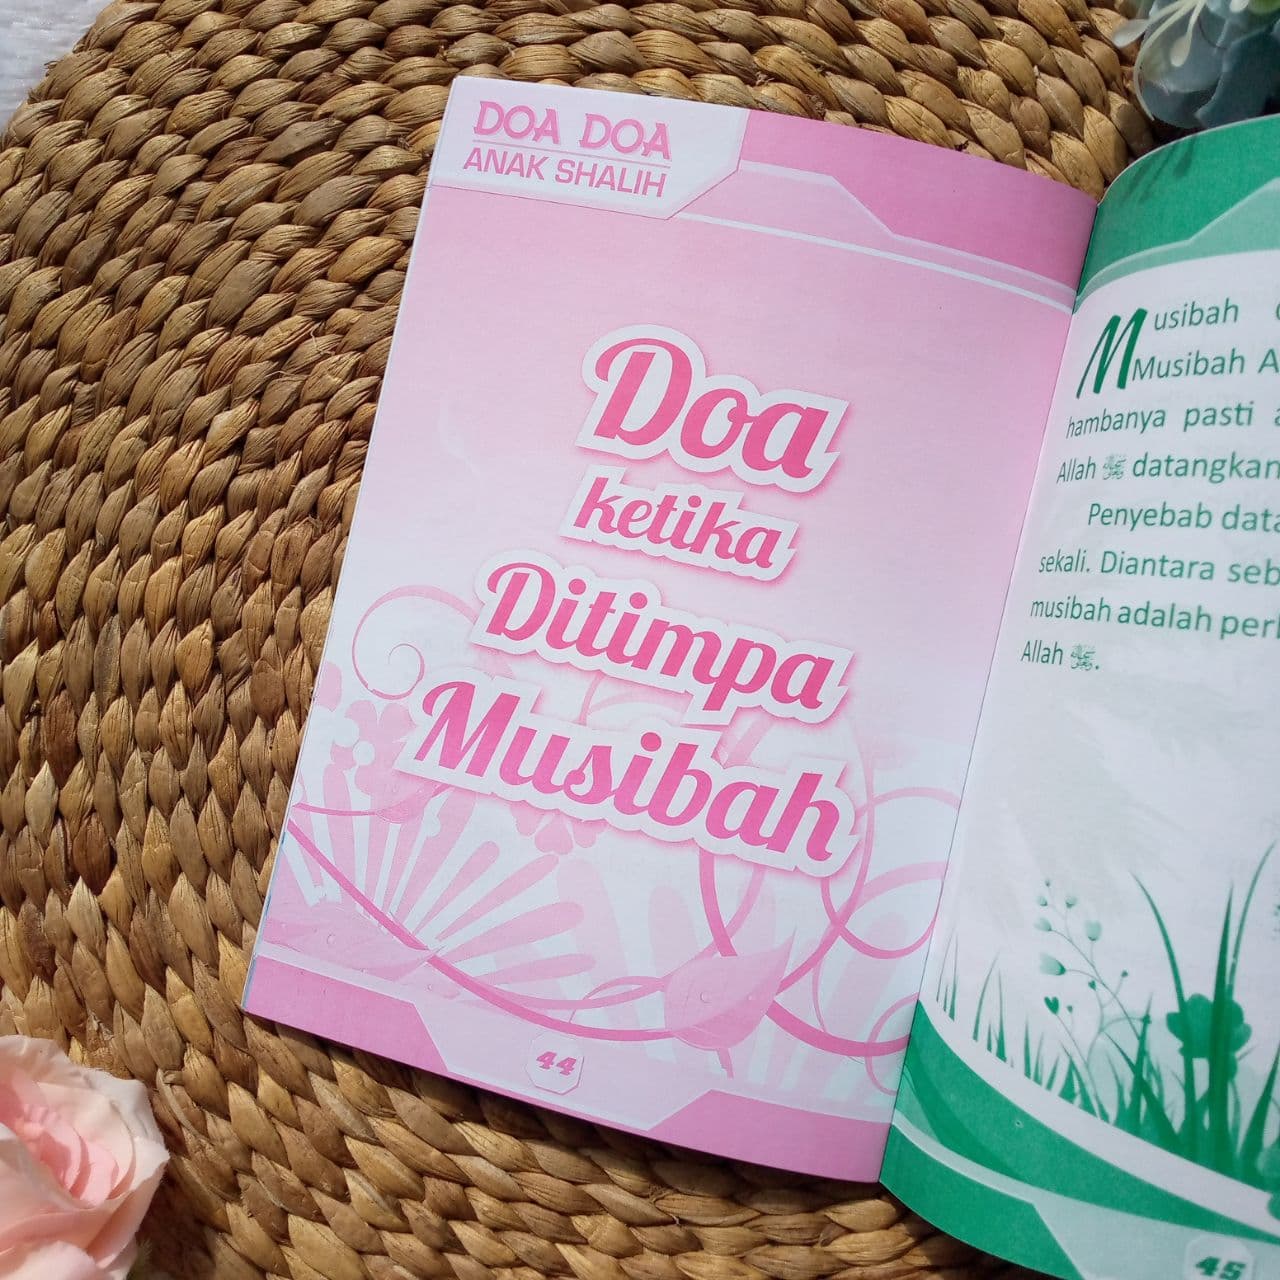 DOA DOA
ANAK SHALIH
Doa
ketika
Ditimpa
Musibah
44
Musibah
Musibah
hambanya pasti
Allah ﷻ datangkan
Penyebab
sekali. Diantara
musibah adalah
Allah ﷻ.
45